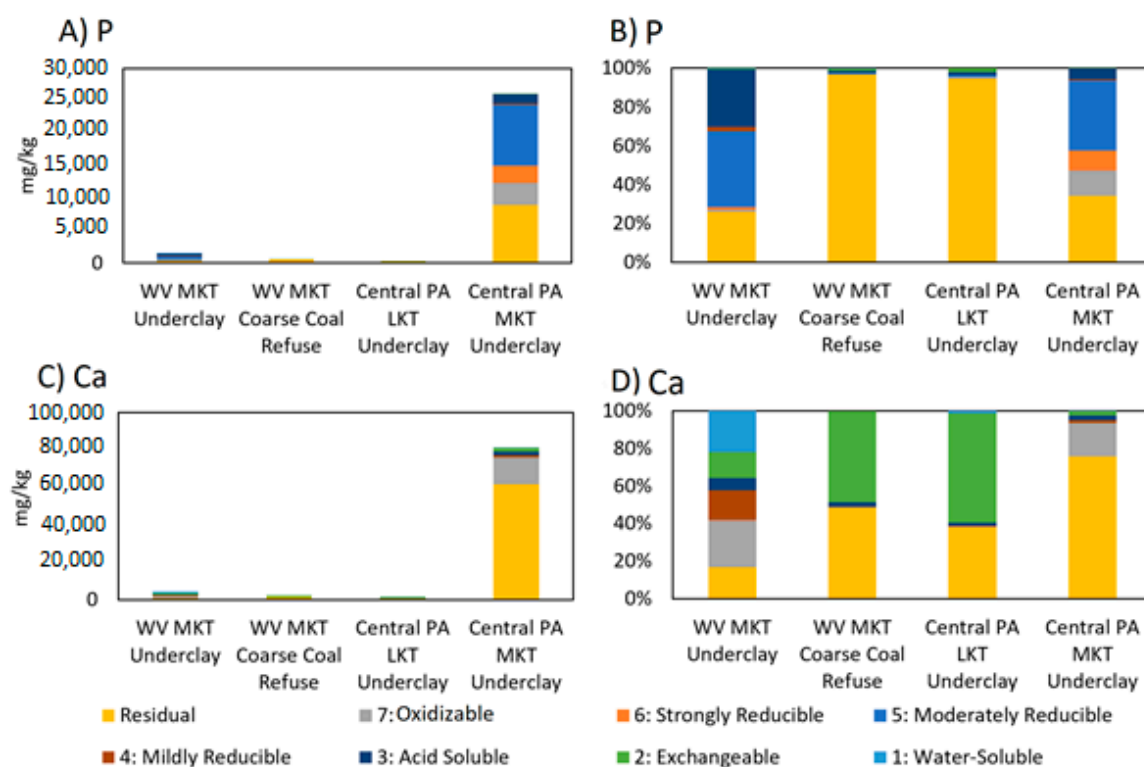 A) P
30,000
25,000
20,000
15,000
10,000
5,000
0
mg/kg
WV MKT
Underclay
WV MKT
Coarse Coal
Refuse
Central PA
LKT
Underclay
Central PA
MKT
Underclay
B) P
100%
80%
60%
40%
20%
0%
WV MKT
Underclay
WV MKT
Coarse Coal
Refuse
Central PA
LKT
Underclay
Central PA
MKT
Underclay
C) Ca
100,000
80,000
60,000
40,000
20,000
0
mg/kg
WV MKT
Underclay
WV MKT
Coarse Coal
Refuse
Central PA
LKT
Underclay
Central PA
MKT
Underclay
D) Ca
100%
80%
60%
40%
20%
0%
WV MKT
Underclay
WV MKT
Coarse Coal
Refuse
Central PA
LKT
Underclay
Central PA
MKT
Underclay
Residual
7:Oxidizable
6: Strongly Reducible
5: Moderately Reducible
4: Mildly Reducible
3: Acid Soluble
2: Exchangeable
1: Water-Soluble